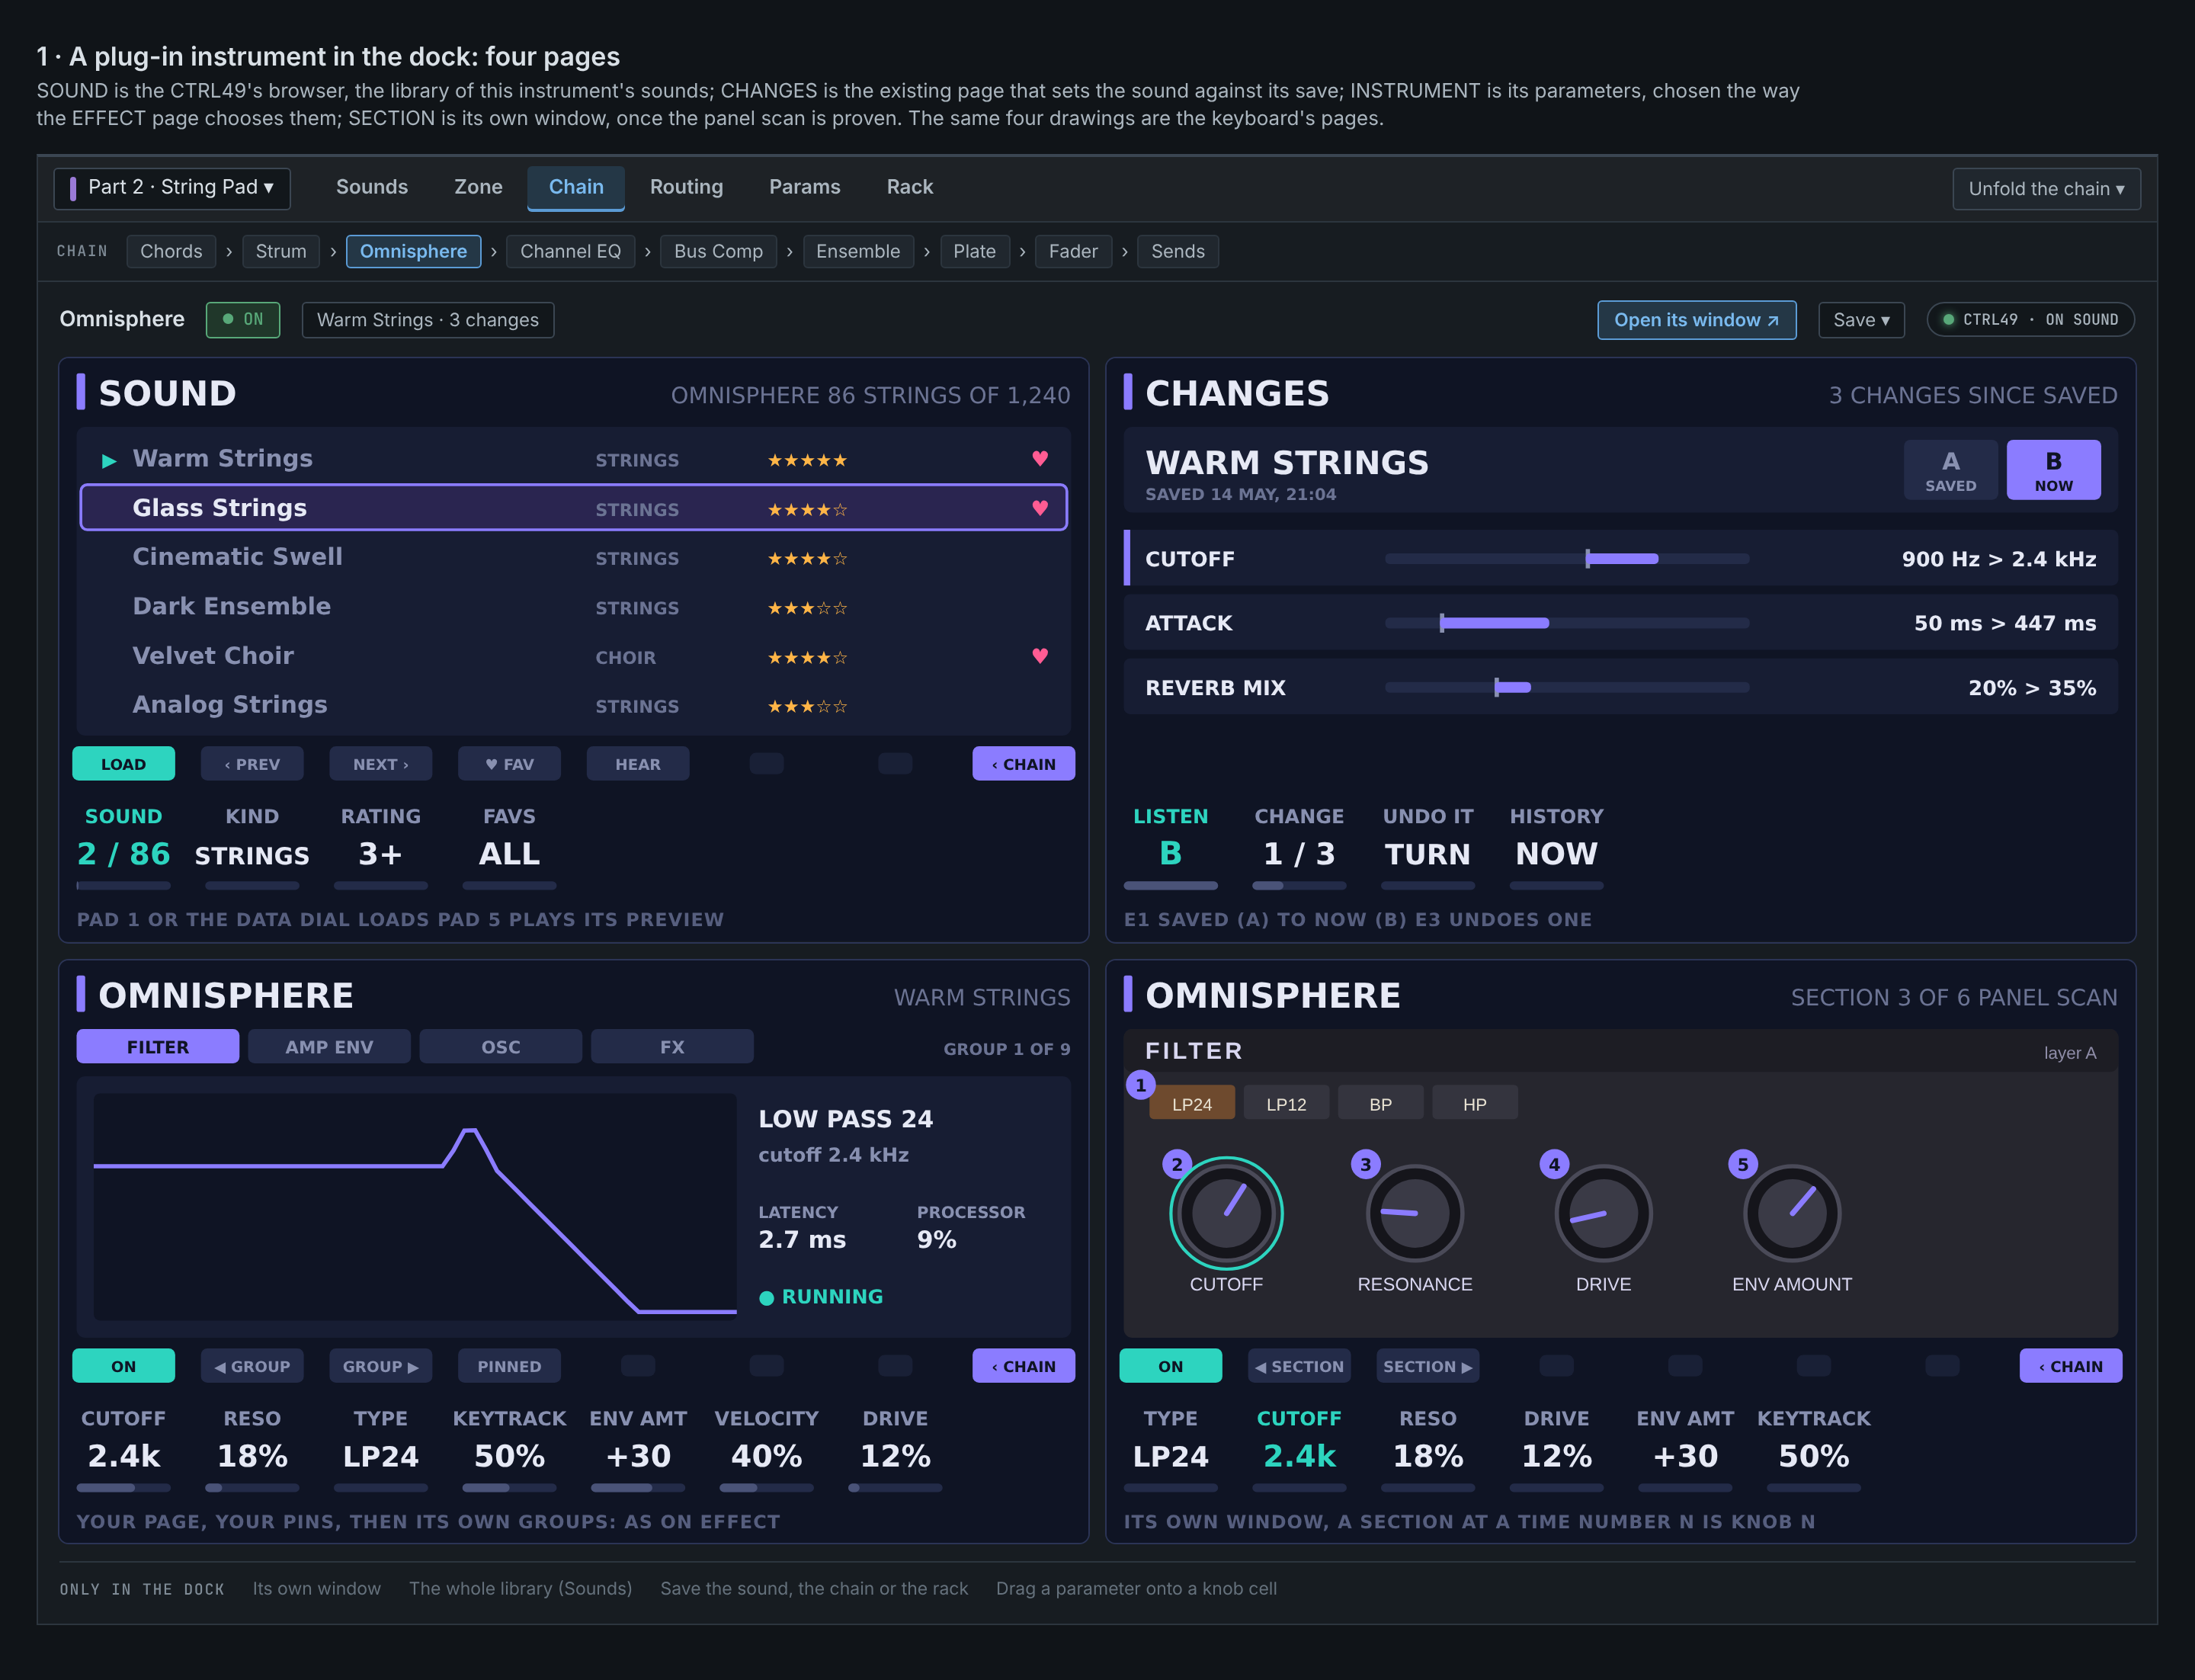 1 · A plug-in instrument in the dock: four pages
SOUND is the CTRL49's browser, the library of this instrument's sounds; CHANGES is the existing page that sets the sound against its save; INSTRUMENT is its parameters, chosen the way
the EFFECT page chooses them; SECTION is its own window, once the panel scan is proven. The same four drawings are the keyboard's pages.
Part 2 · String Pad ▾ Sounds Zone Chain Routing Params Rack Unfold the chain ▾
CHAIN Chords › Strum › Omnisphere › Channel EQ › Bus Comp › Ensemble › Plate › Fader › Sends
Omnisphere ● ON Warm Strings · 3 changes Open its window ↗ Save ▾ CTRL49 · ON SOUND
SOUND OMNISPHERE 86 STRINGS OF 1,240
▶ Warm Strings STRINGS ★★★★★ ♥
Glass Strings STRINGS ★★★★☆ ♥
Cinematic Swell STRINGS ★★★★☆
Dark Ensemble STRINGS ★★★☆☆
Velvet Choir CHOIR ★★★★☆ ♥
Analog Strings STRINGS ★★★☆☆
LOAD ‹ PREV NEXT › ♥ FAV HEAR ‹ CHAIN
SOUND KIND RATING FAVS
2 / 86 STRINGS 3+ ALL
PAD 1 OR THE DATA DIAL LOADS PAD 5 PLAYS ITS PREVIEW
CHANGES 3 CHANGES SINCE SAVED
WARM STRINGS A B
SAVED 14 MAY, 21:04 SAVED NOW
CUTOFF 900 Hz > 2.4 kHz
ATTACK 50 ms > 447 ms
REVERB MIX 20% > 35%
LISTEN CHANGE UNDO IT HISTORY
B 1 / 3 TURN NOW
E1 SAVED (A) TO NOW (B) E3 UNDOES ONE
OMNISPHERE WARM STRINGS
FILTER AMP ENV OSC FX GROUP 1 OF 9
LOW PASS 24
cutoff 2.4 kHz
LATENCY PROCESSOR
2.7 ms 9%
● RUNNING
ON ◀ GROUP GROUP ▶ PINNED ‹ CHAIN
CUTOFF RESO TYPE KEYTRACK ENV AMT VELOCITY DRIVE
2.4k 18% LP24 50% +30 40% 12%
YOUR PAGE, YOUR PINS, THEN ITS OWN GROUPS: AS ON EFFECT
OMNISPHERE SECTION 3 OF 6 PANEL SCAN
FILTER layer A
1 LP24 LP12 BP HP
2 3 4 5
CUTOFF RESONANCE DRIVE ENV AMOUNT
ON ◀ SECTION SECTION ▶ ‹ CHAIN
TYPE CUTOFF RESO DRIVE ENV AMT KEYTRACK
LP24 2.4k 18% 12% +30 50%
ITS OWN WINDOW, A SECTION AT A TIME NUMBER N IS KNOB N
ONLY IN THE DOCK Its own window The whole library (Sounds) Save the sound, the chain or the rack Drag a parameter onto a knob cell